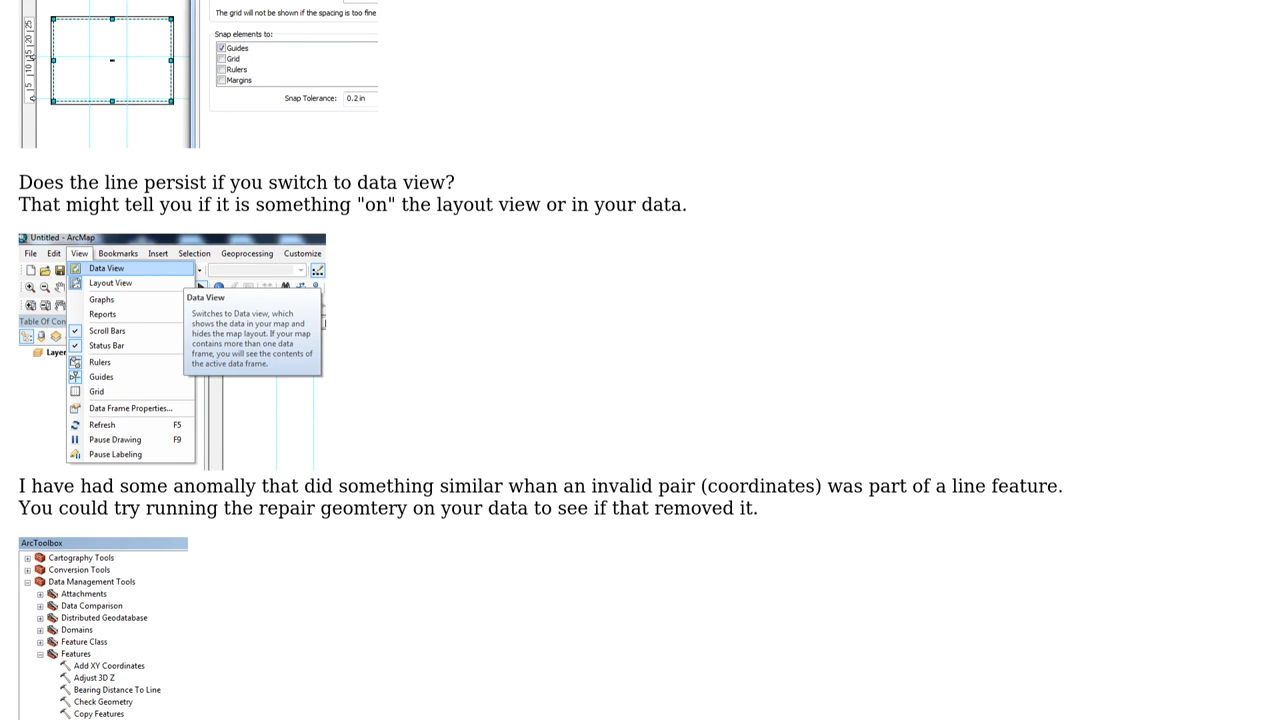 The grid will not be shown if the spacing is too fine
Snap elements to:
Guides
Grid
Rulers
Margins
Snap Tolerance: 0.2 in
Does the line persist if you switch to data view?
That might tell you if it is something "on" the layout view or in your data.
Untitled - ArcMap
File Edit View Bookmarks Insert Selection Geoprocessing Customize
Data View
Layout View
Graphs
Reports
Scroll Bars
Status Bar
Rulers
Guides
Grid
Data Frame Properties...
Refresh F5
Pause Drawing F9
Pause Labeling
Table Of Con
Layer
Data View
Switches to Data view, which
shows the data in your map and
hides the map layout. If your map
contains more than one data
frame, you will see the contents of
the active data frame.
I have had some anomally that did something similar whan an invalid pair (coordinates) was part of a line feature.
You could try running the repair geomtery on your data to see if that removed it.
ArcToolbox
Cartography Tools
Conversion Tools
Data Management Tools
Attachments
Data Comparison
Distributed Geodatabase
Domains
Feature Class
Features
Add XY Coordinates
Adjust 3D Z
Bearing Distance To Line
Check Geometry
Copy Features